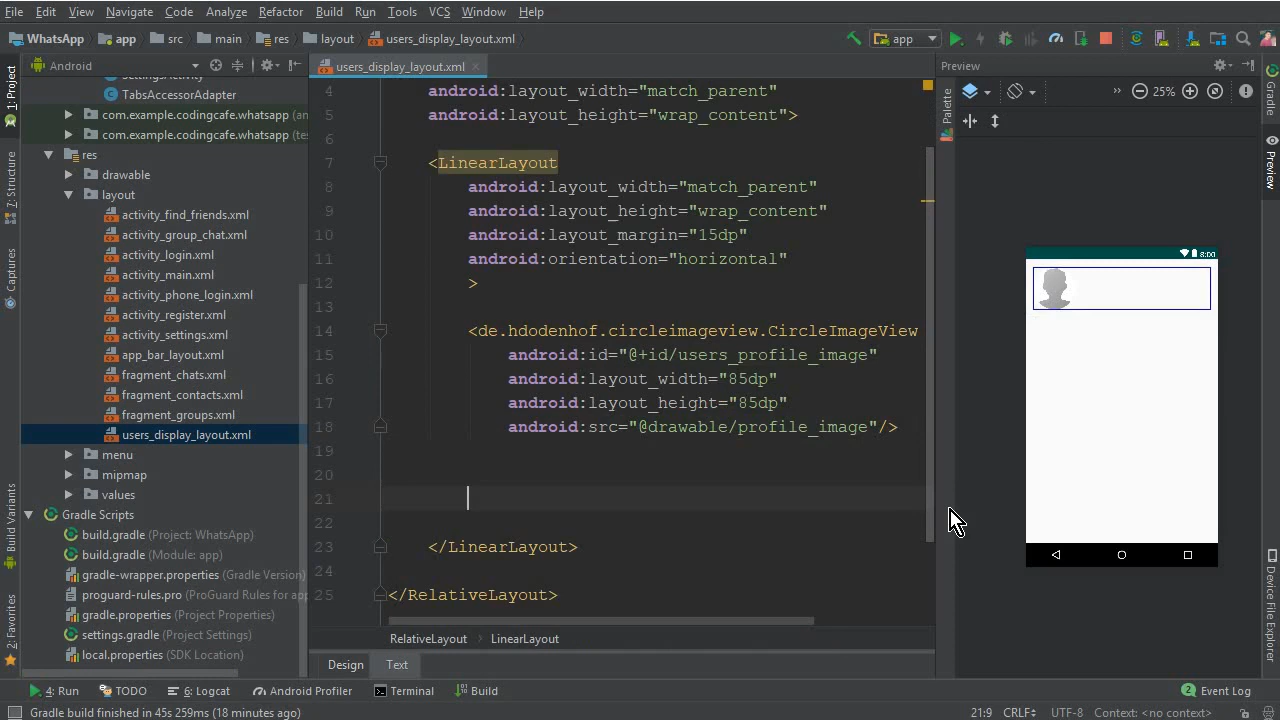 File Edit View Navigate Code Analyze Refactor Build Run Tools VCS Window Help
WhatsApp app src main res layout users_display_layout.xml app
1: Project
Android
users_display_layout.xml
Preview
Gradle
TabsAccessorAdapter
com.example.codingcafe.whatsapp (an
com.example.codingcafe.whatsapp (te
res
drawable
layout
activity_find_friends.xml
activity_group_chat.xml
activity_login.xml
activity_main.xml
activity_phone_login.xml
activity_register.xml
activity_settings.xml
app_bar_layout.xml
fragment_chats.xml
fragment_contacts.xml
fragment_groups.xml
users_display_layout.xml
menu
mipmap
values
Gradle Scripts
build.gradle (Project: WhatsApp)
build.gradle (Module: app)
gradle-wrapper.properties (Gradle Version)
proguard-rules.pro (ProGuard Rules for app
gradle.properties (Project Properties)
settings.gradle (Project Settings)
local.properties (SDK Location)
7: Structure
Captures
Build Variants
2: Favorites
4 android:layout_width="match_parent"
5 android:layout_height="wrap_content">
6
7 <LinearLayout
8 android:layout_width="match_parent"
9 android:layout_height="wrap_content"
10 android:layout_margin="15dp"
11 android:orientation="horizontal"
12 >
13
14 <de.hdodenhof.circleimageview.CircleImageView
15 android:id="@+id/users_profile_image"
16 android:layout_width="85dp"
17 android:layout_height="85dp"
18 android:src="@drawable/profile_image"/>
19
20
21
22
23 </LinearLayout>
24
25 </RelativeLayout>
RelativeLayout LinearLayout
Design Text
Palette
25%
8:00
Preview
Device File Explorer
4: Run TODO 6: Logcat Android Profiler Terminal Build 2 Event Log
Gradle build finished in 45s 259ms (18 minutes ago) 21:9 CRLF UTF-8 Context: <no context>